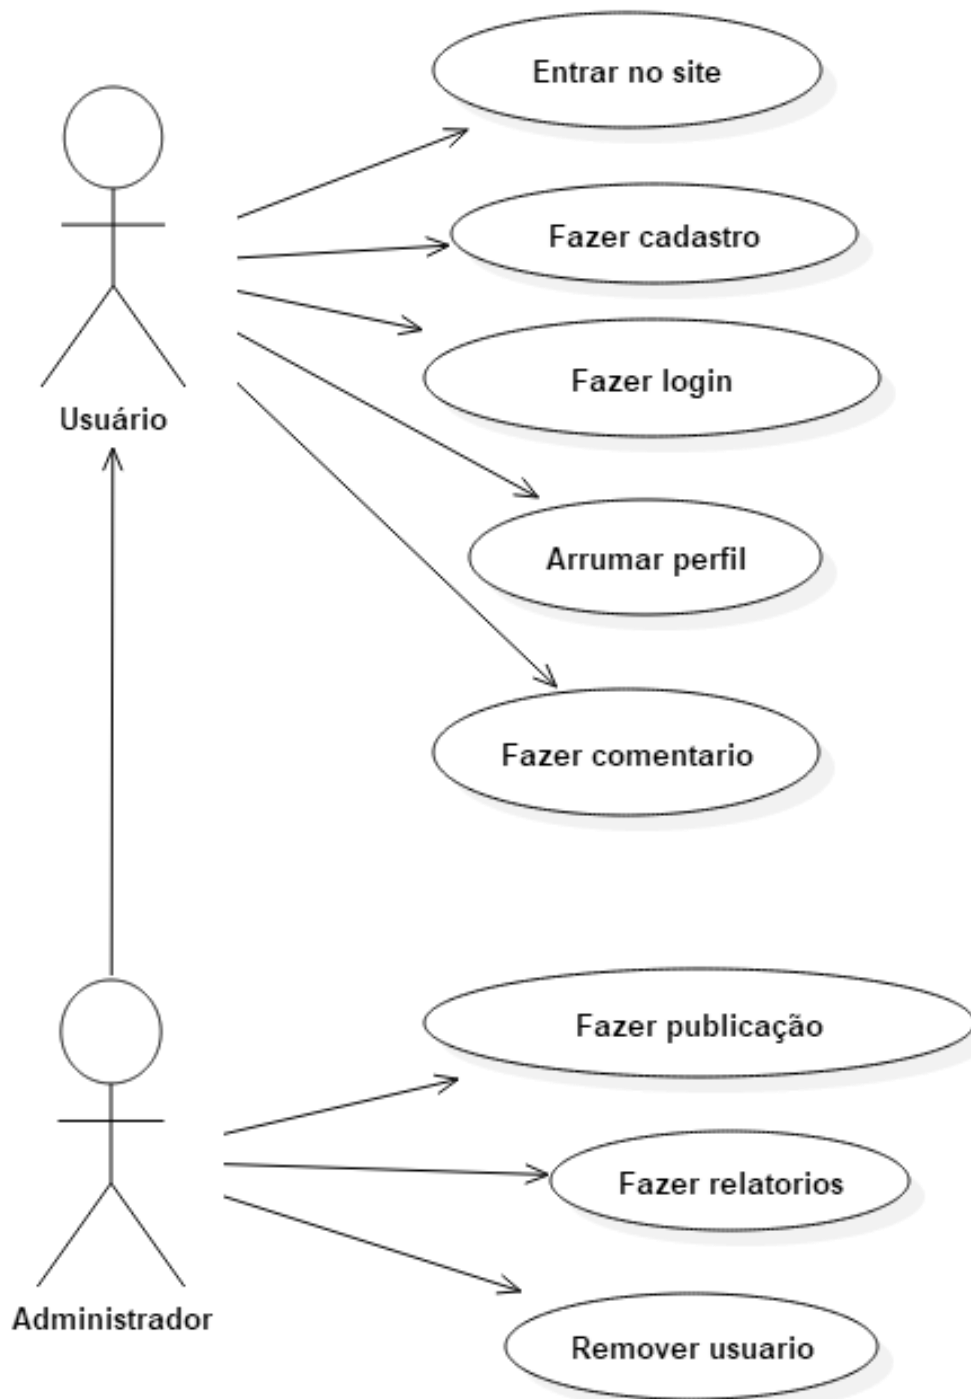 Entrar no site
Fazer cadastro
Fazer login
Usuário
Arrumar perfil
Fazer comentario
Fazer publicação
Fazer relatorios
Administrador
Remover usuario